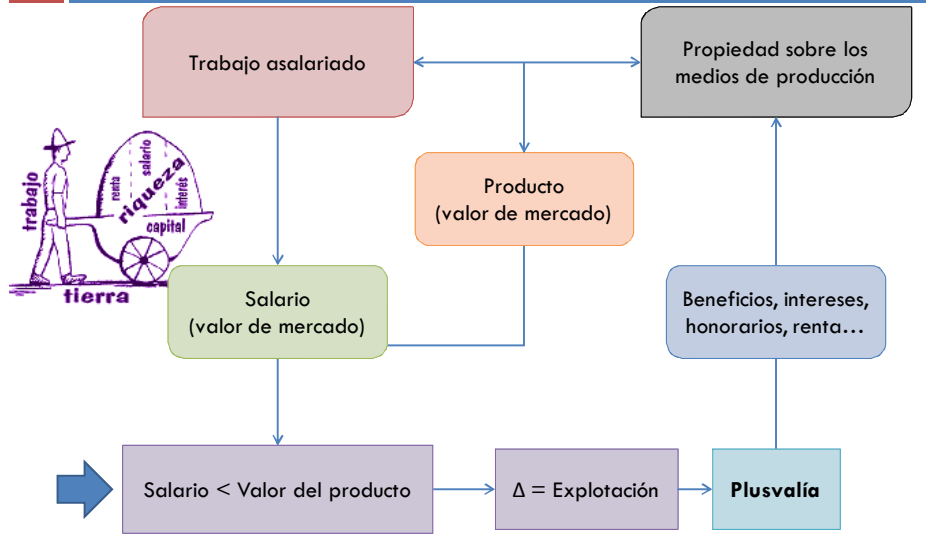 Trabajo asalariado
Propiedad sobre los
medios de producción
Producto
(valor de mercado)
trabajo
renta
salario
interés
riqueza
capital
tierra
Salario
(valor de mercado)
Beneficios, intereses,
honorarios, renta…
Salario < Valor del producto
Δ = Explotación
Plusvalía